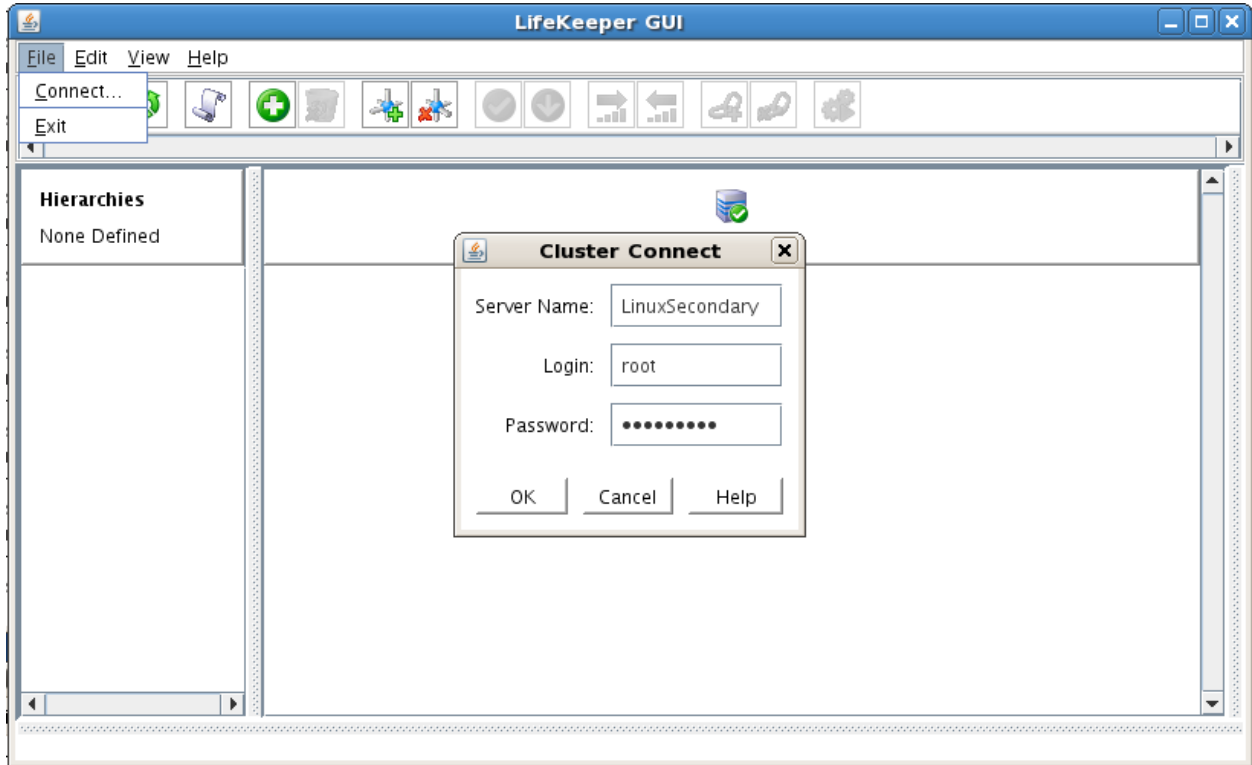 LifeKeeper GUI
File Edit View Help
Connect...
Exit
Hierarchies
None Defined
Cluster Connect
Server Name: LinuxSecondary
Login: root
Password: •••••••••
OK Cancel Help